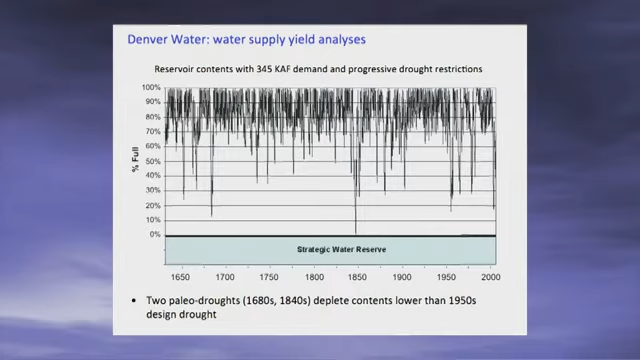 Denver Water: water supply yield analyses
Reservoir contents with 345 KAF demand and progressive drought restrictions
100%
90%
80%
70%
60%
50%
40%
30%
20%
10%
0%
% Full
Strategic Water Reserve
1650 1700 1750 1800 1850 1900 1950 2000
• Two paleo-droughts (1680s, 1840s) deplete contents lower than 1950s
design drought